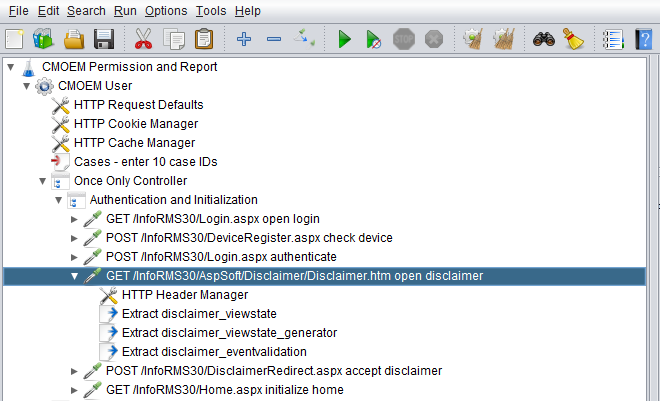 File Edit Search Run Options Tools Help
CMOEM Permission and Report
CMOEM User
HTTP Request Defaults
HTTP Cookie Manager
HTTP Cache Manager
Cases - enter 10 case IDs
Once Only Controller
Authentication and Initialization
GET /InfoRMS30/Login.aspx open login
POST /InfoRMS30/DeviceRegister.aspx check device
POST /InfoRMS30/Login.aspx authenticate
GET /InfoRMS30/AspSoft/Disclaimer/Disclaimer.htm open disclaimer
HTTP Header Manager
Extract disclaimer_viewstate
Extract disclaimer_viewstate_generator
Extract disclaimer_eventvalidation
POST /InfoRMS30/DisclaimerRedirect.aspx accept disclaimer
GET /InfoRMS30/Home.aspx initialize home